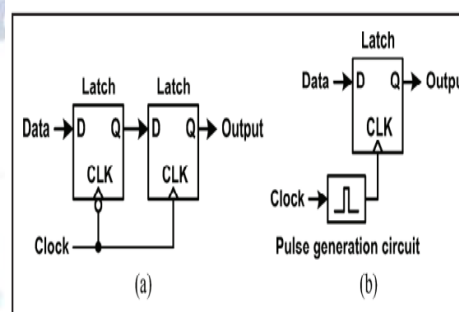 Latch
Latch
Data
D
Q
D
Q
Output
CLK
CLK
Clock
(a)
Latch
Data
D
Q
CLK
Clock
Pulse generation circuit
(b)